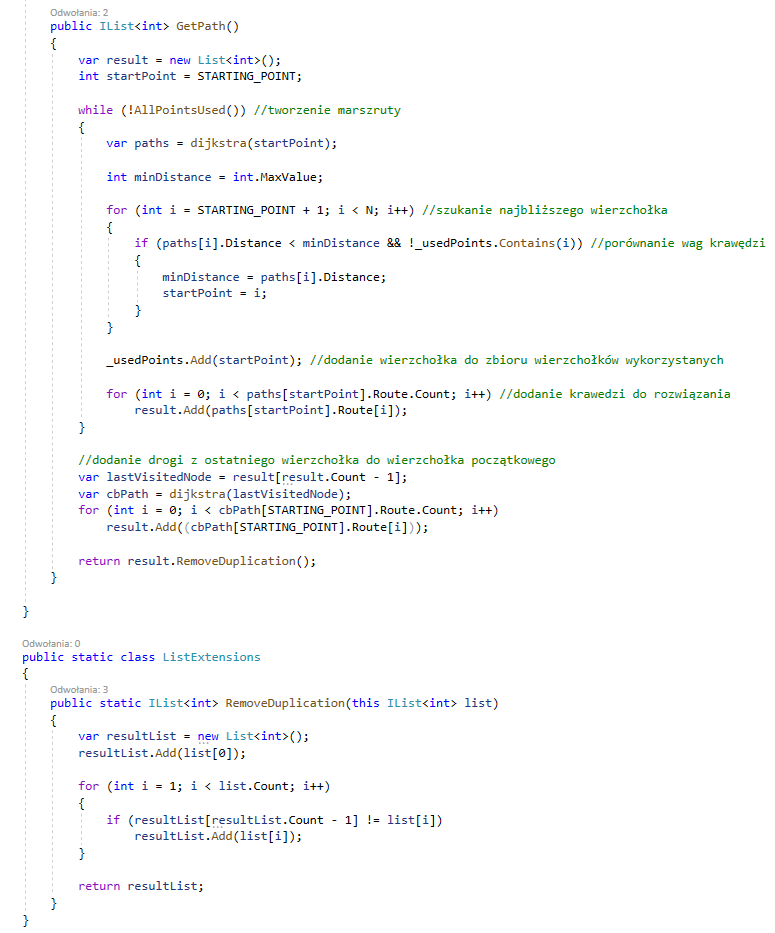 Odwołania: 2
public IList<int> GetPath()
{
var result = new List<int>();
int startPoint = STARTING_POINT;
while (!AllPointsUsed()) //tworzenie marszruty
{
var paths = dijkstra(startPoint);
int minDistance = int.MaxValue;
for (int i = STARTING_POINT + 1; i < N; i++) //szukanie najbliższego wierzchołka
{
if (paths[i].Distance < minDistance && !_usedPoints.Contains(i)) //porównanie wag krawędzi
{
minDistance = paths[i].Distance;
startPoint = i;
}
}
_usedPoints.Add(startPoint); //dodanie wierzchołka do zbioru wierzchołków wykorzystanych
for (int i = 0; i < paths[startPoint].Route.Count; i++) //dodanie krawedzi do rozwiązania
result.Add(paths[startPoint].Route[i]);
}
//dodanie drogi z ostatniego wierzchołka do wierzchołka początkowego
var lastVisitedNode = result[result.Count - 1];
var cbPath = dijkstra(lastVisitedNode);
for (int i = 0; i < cbPath[STARTING_POINT].Route.Count; i++)
result.Add((cbPath[STARTING_POINT].Route[i]));
return result.RemoveDuplication();
}
}
Odwołania: 0
public static class ListExtensions
{
Odwołania: 3
public static IList<int> RemoveDuplication(this IList<int> list)
{
var resultList = new List<int>();
resultList.Add(list[0]);
for (int i = 1; i < list.Count; i++)
{
if (resultList[resultList.Count - 1] != list[i])
resultList.Add(list[i]);
}
return resultList;
}
}